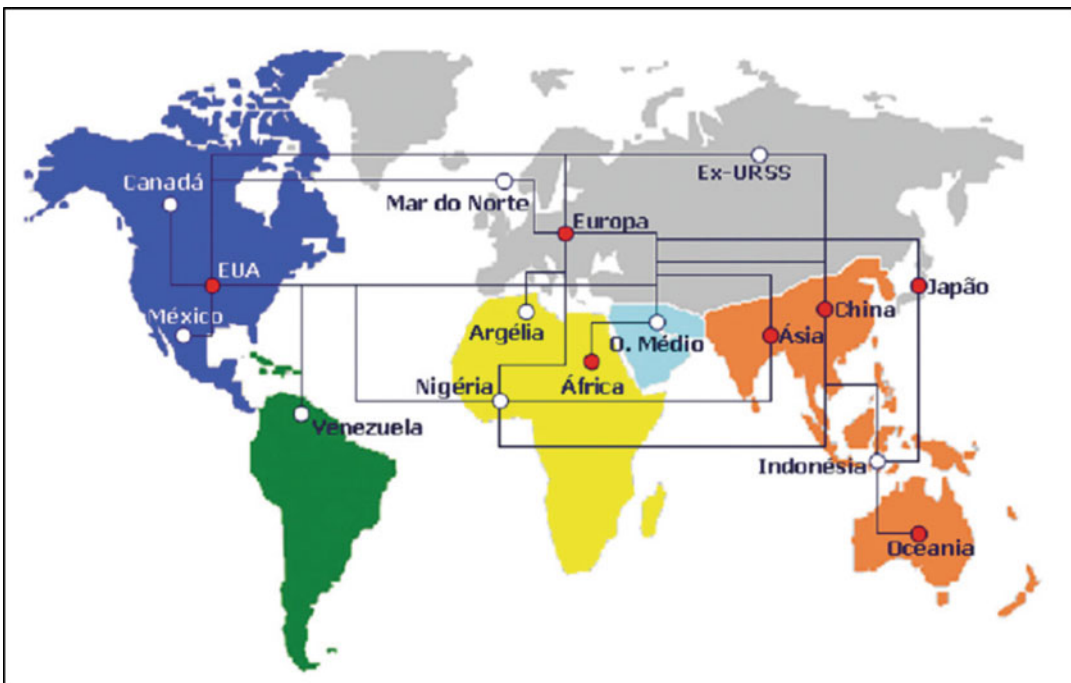 Canadá
Ex-URSS
Mar do Norte
Europa
EUA
Japão
México
Argélia
O. Médio
Ásia
China
Nigéria
África
Venezuela
Indonésia
Oceania